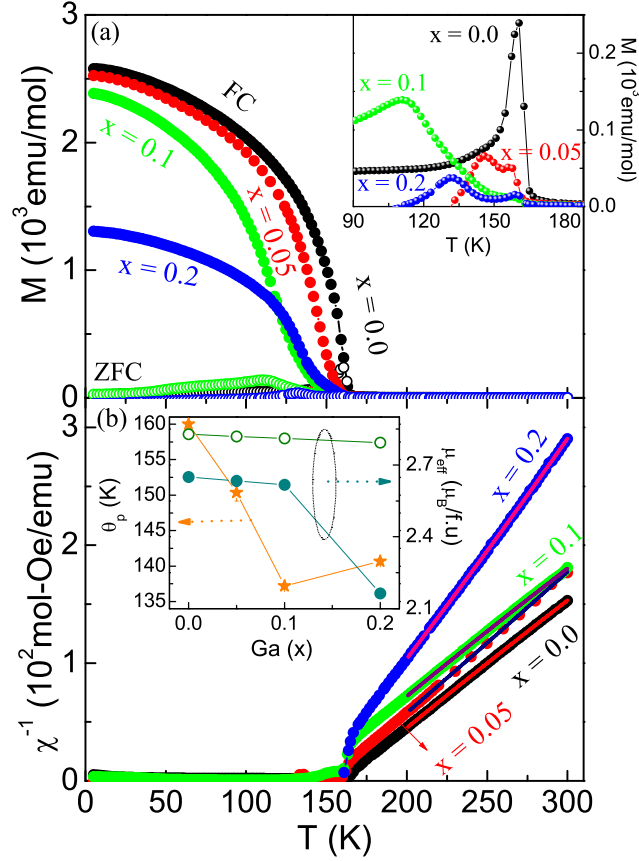 (a)
3
2
1
0
M (10³emu/mol)
FC
x = 0.1
x = 0.05
x = 0.0
x = 0.2
ZFC
x = 0.0
x = 0.1
x = 0.05
x = 0.2
0.2
0.1
0.0
M (10³emu/mol)
90 120 150 180
T (K)
(b)
3
2
1
0
χ⁻¹ (10²mol-Oe/emu)
160
155
150
145
140
135
θp (K)
2.7
2.4
2.1
μeff (μB/f.u)
0.0 0.1 0.2
Ga (x)
x = 0.2
x = 0.1
x = 0.0
x = 0.05
0 50 100 150 200 250 300
T (K)